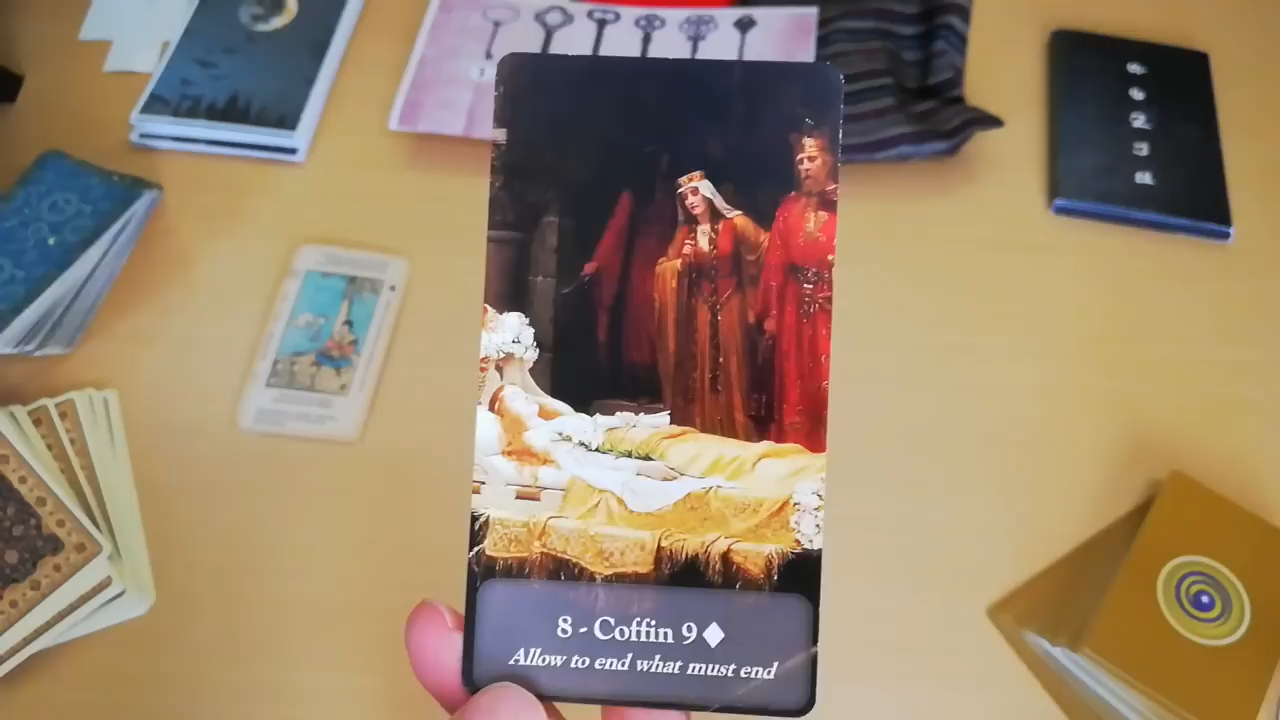 8 - Coffin 9♦
Allow to end what must end